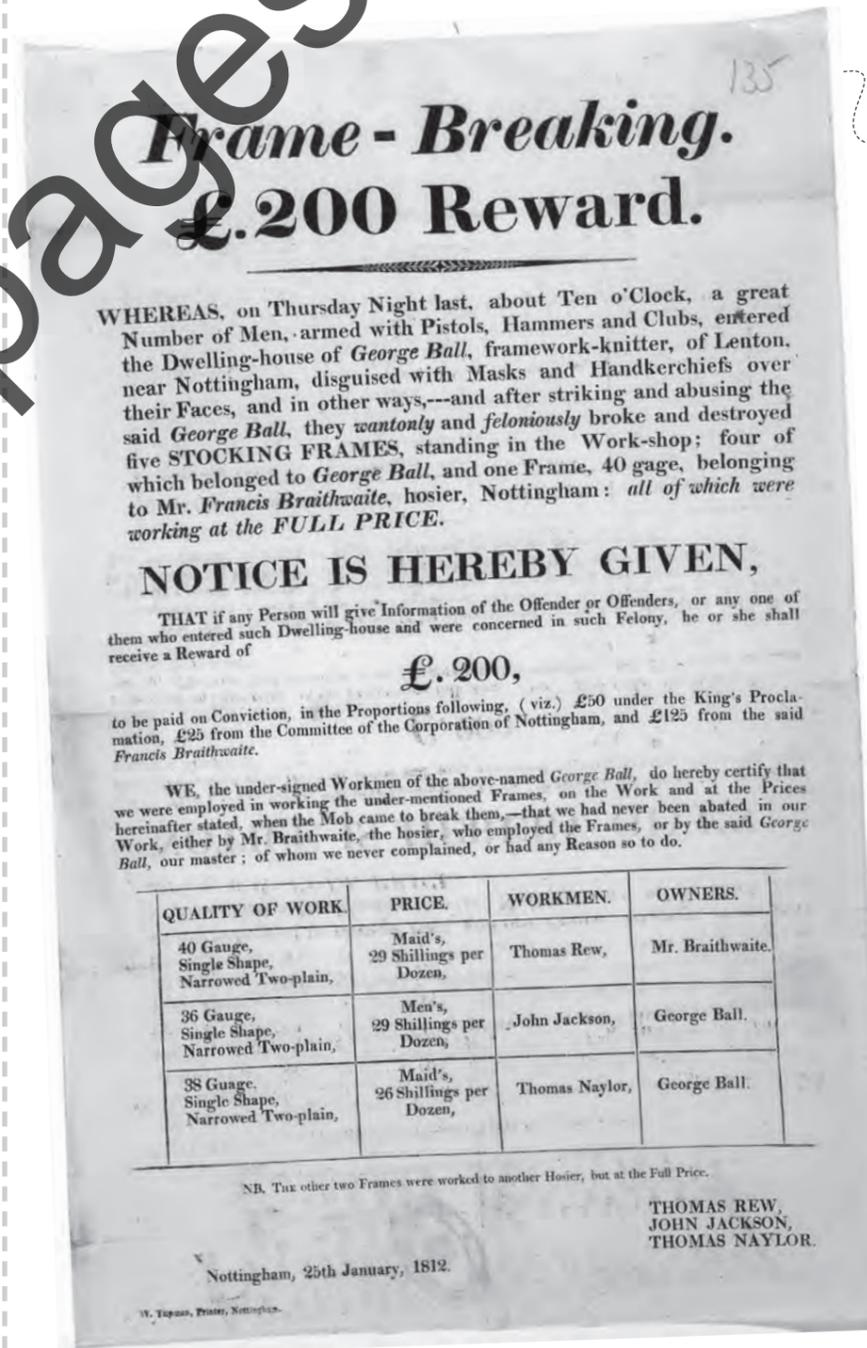 pages
135
Frame - Breaking.
£.200 Reward.
WHEREAS, on Thursday Night last, about Ten o'Clock, a great
Number of Men, armed with Pistols, Hammers and Clubs, entered
the Dwelling-house of George Ball, framework-knitter, of Lenton,
near Nottingham, disguised with Masks and Handkerchiefs over
their Faces, and in other ways,---and after striking and abusing the
said George Ball, they wantonly and feloniously broke and destroyed
five STOCKING FRAMES, standing in the Work-shop; four of
which belonged to George Ball, and one Frame, 40 gage, belonging
to Mr. Francis Braithwaite, hosier, Nottingham: all of which were
working at the FULL PRICE.
NOTICE IS HEREBY GIVEN,
THAT if any Person will give Information of the Offender or Offenders, or any one of
them who entered such Dwelling-house and were concerned in such Felony, he or she shall
receive a Reward of
£.200,
to be paid on Conviction, in the Proportions following, (viz.) £50 under the King's Procla-
mation, £25 from the Committee of the Corporation of Nottingham, and £125 from the said
Francis Braithwaite.
WE, the under-signed Workmen of the above-named George Ball, do hereby certify that
we were employed in working the under-mentioned Frames, on the Work and at the Prices
hereinafter stated, when the Mob came to break them,—that we had never been abated in our
Work, either by Mr. Braithwaite, the hosier, who employed the Frames, or by the said George
Ball, our master; of whom we never complained, or had any Reason so to do.
QUALITY OF WORK. PRICE. WORKMEN. OWNERS.
40 Gauge,
Single Shape,
Narrowed Two-plain,
Maid's,
29 Shillings per
Dozen,
Thomas Rew,
Mr. Braithwaite.
36 Gauge,
Single Shape,
Narrowed Two-plain,
Men's,
29 Shillings per
Dozen,
John Jackson,
George Ball.
38 Guage.
Single Shape,
Narrowed Two-plain,
Maid's,
26 Shillings per
Dozen,
Thomas Naylor,
George Ball.
NB. THE other two Frames were worked to another Hosier, but at the Full Price.
THOMAS REW,
JOHN JACKSON,
THOMAS NAYLOR.
Nottingham, 25th January, 1812.
W. Tupman, Printer, Nottingham.